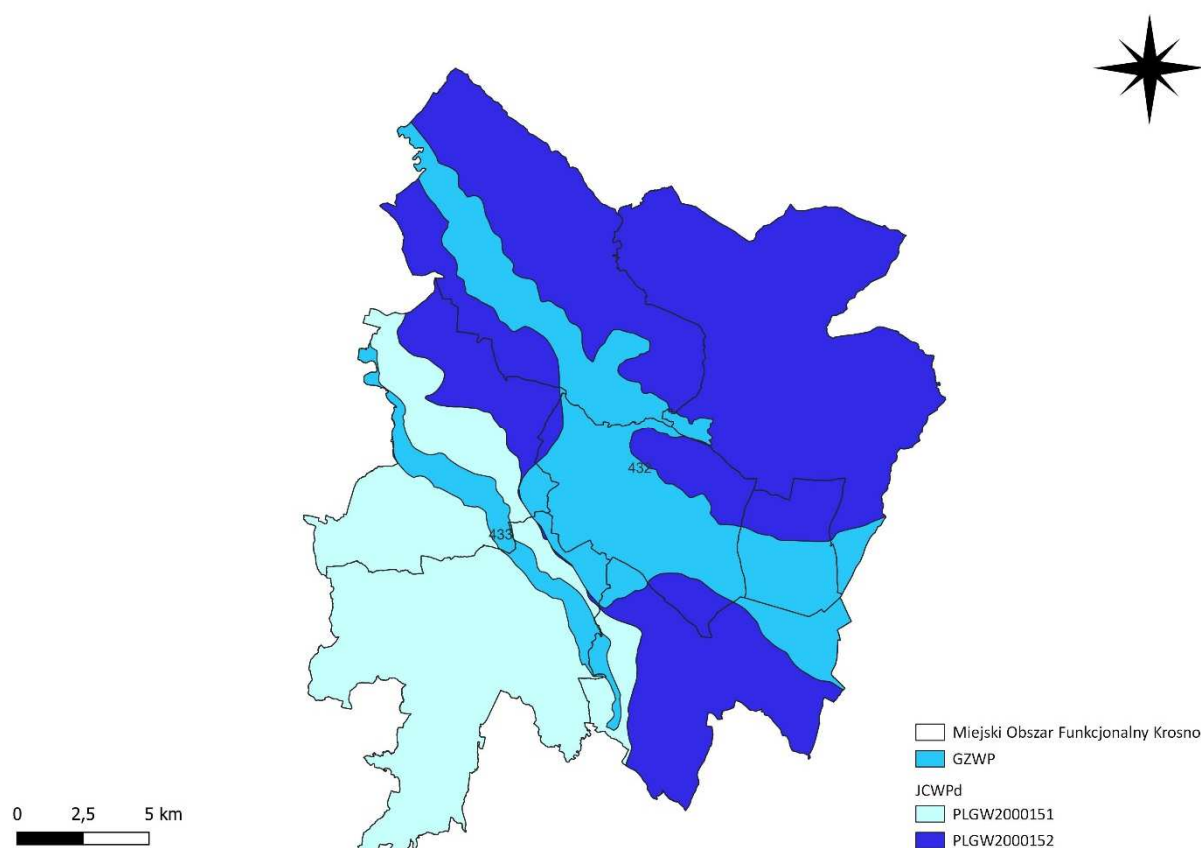 432
433
Miejski Obszar Funkcjonalny Krosno
GZWP
JCWPd
PLGW2000151
PLGW2000152
0 2,5 5 km